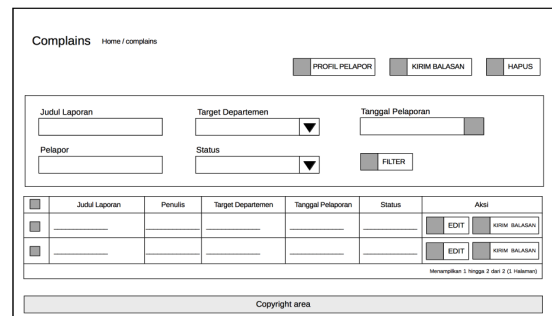 Complains Home / complains
PROFIL PELAPOR KIRIM BALASAN HAPUS
Judul Laporan Target Departemen Tanggal Pelaporan
Pelapor Status
FILTER
Judul Laporan Penulis Target Departemen Tanggal Pelaporan Status Aksi
EDIT KIRIM BALASAN
EDIT KIRIM BALASAN
Menampilkan 1 hingga 2 dari 2 (1 Halaman)
Copyright area